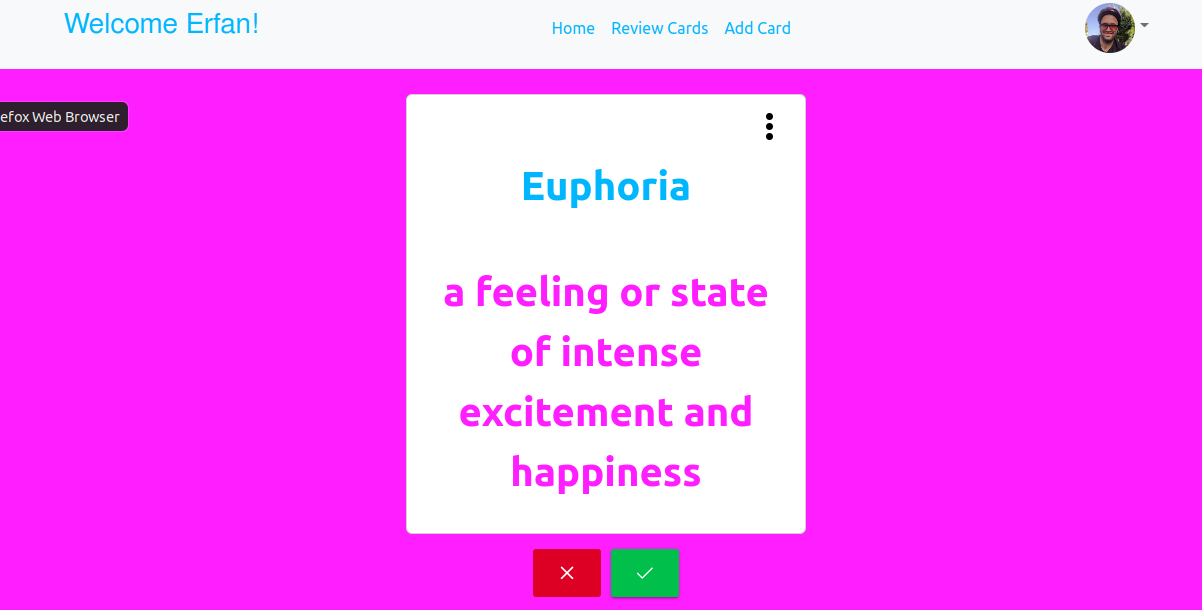 Welcome Erfan!
Home Review Cards Add Card
efox Web Browser
Euphoria
a feeling or state
of intense
excitement and
happiness